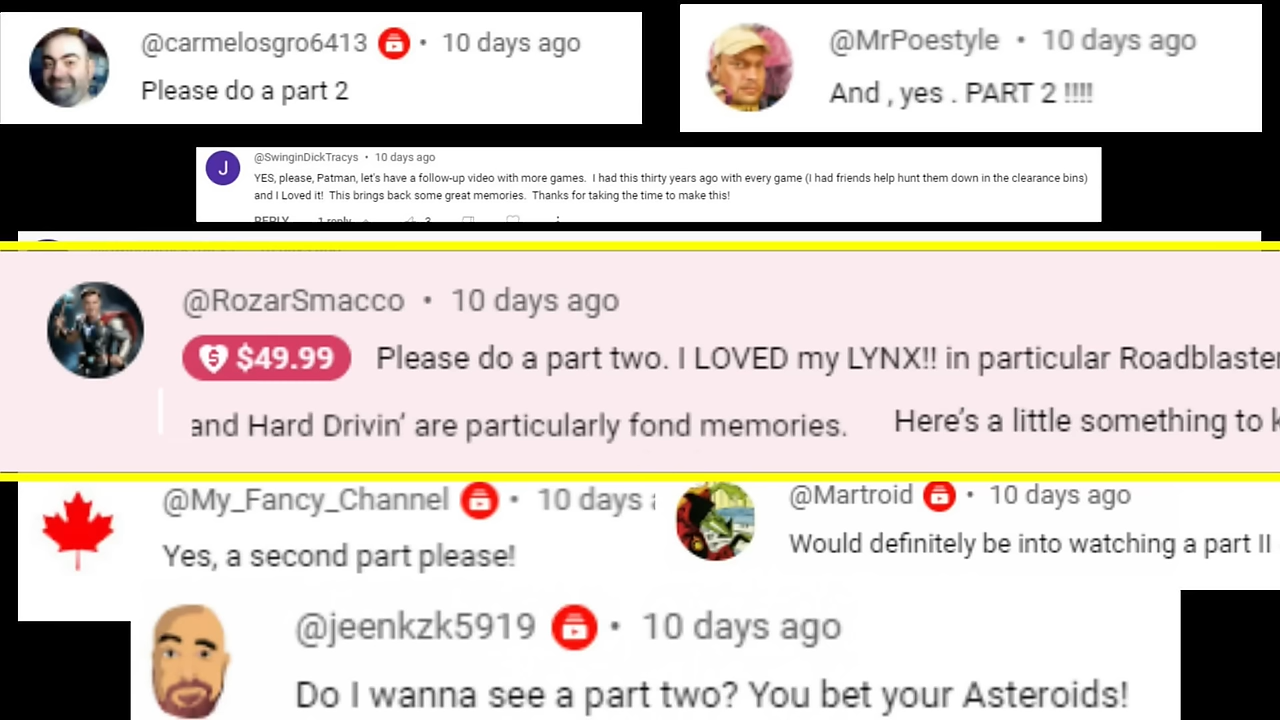 @carmelosgro6413 • 10 days ago
Please do a part 2
@MrPoestyle • 10 days ago
And , yes . PART 2 !!!!
J
@SwinginDickTracys • 10 days ago
YES, please, Patman, let's have a follow-up video with more games. I had this thirty years ago with every game (I had friends help hunt them down in the clearance bins)
and I Loved it! This brings back some great memories. Thanks for taking the time to make this!
REPLY 1 reply 3
@RozarSmacco • 10 days ago
$49.99 Please do a part two. I LOVED my LYNX!! in particular Roadblaster
and Hard Drivin’ are particularly fond memories. Here’s a little something to k
@My_Fancy_Channel • 10 days a
Yes, a second part please!
@Martroid • 10 days ago
Would definitely be into watching a part II
@jeenkzk5919 • 10 days ago
Do I wanna see a part two? You bet your Asteroids!